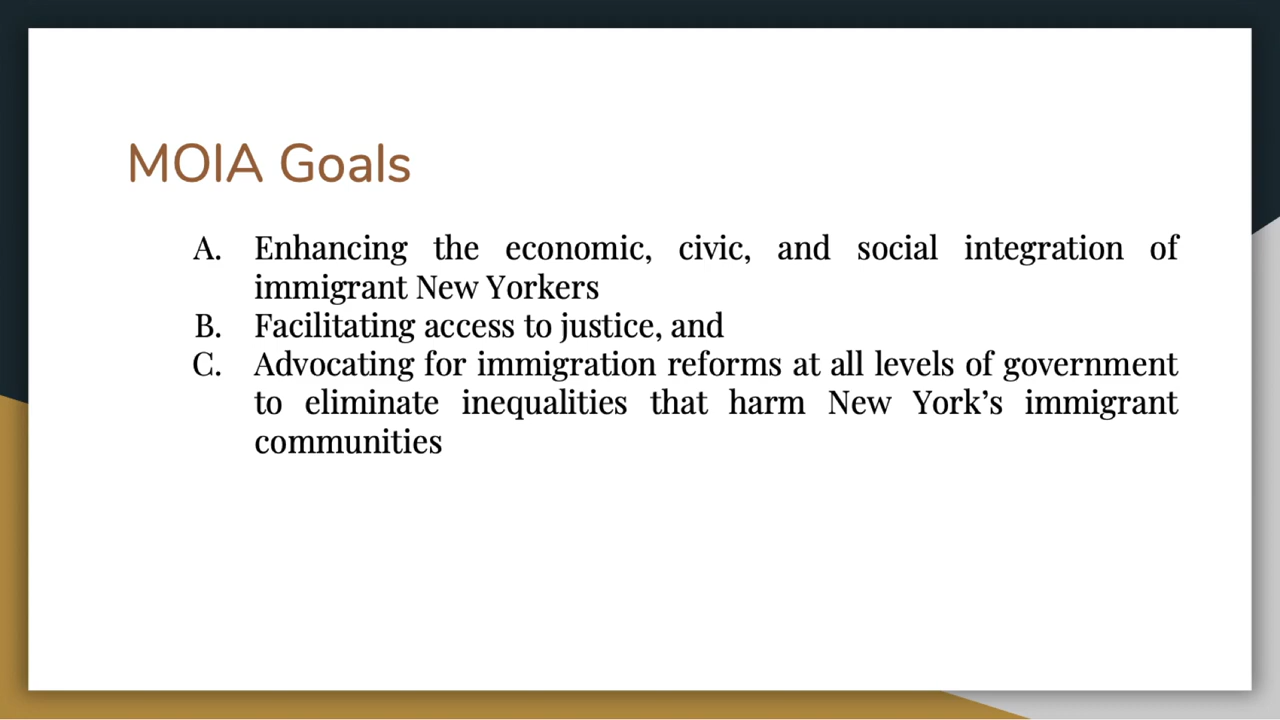 MOIA Goals
A. Enhancing the economic, civic, and social integration of
immigrant New Yorkers
B. Facilitating access to justice, and
C. Advocating for immigration reforms at all levels of government
to eliminate inequalities that harm New York’s immigrant
communities